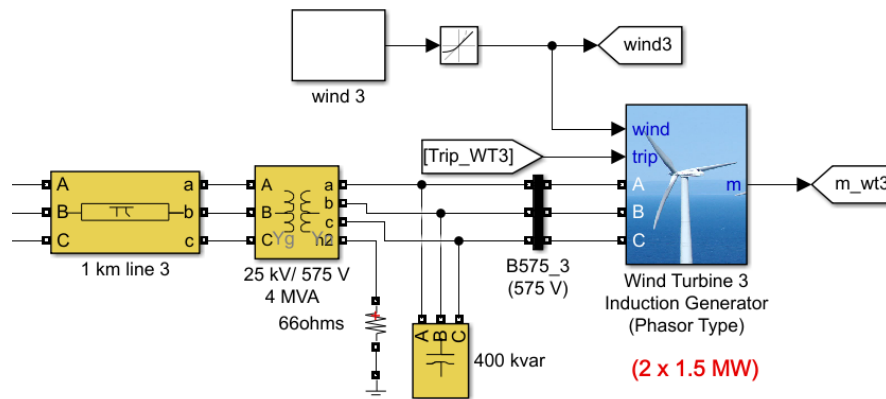 wind 3
wind3
[Trip_WT3]
wind
trip
A
B
C
m
m_wt3
A
B
C
a
b
c
1 km line 3
A
B
C
a
b
c
n2
Yg
Yn
25 kV/ 575 V
4 MVA
66ohms
A
B
C
400 kvar
B575_3
(575 V)
Wind Turbine 3
Induction Generator
(Phasor Type)
(2 x 1.5 MW)